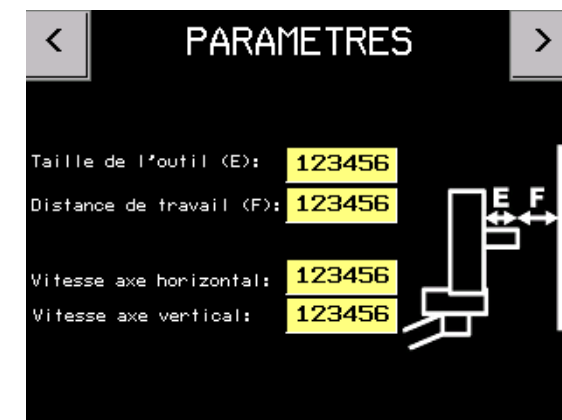 < PARAMETRES >
Taille de l'outil (E): 123456
Distance de travail (F): 123456
E F
Vitesse axe horizontal: 123456
Vitesse axe vertical: 123456